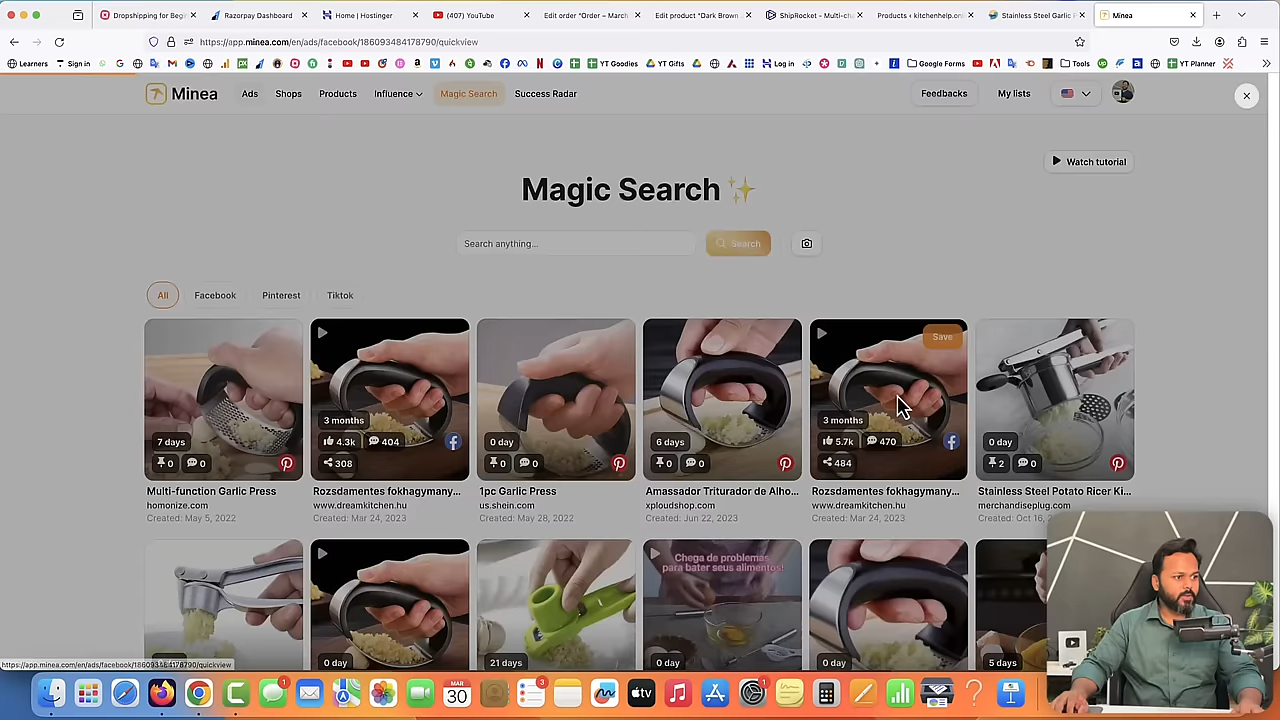 Dropshipping for Beg
Razorpay Dashboard
Home | Hostinger
(407) YouTube
Edit order "Order – March
Edit product "Dark Brown
ShipRocket - Multi-cha
Products ‹ kitchenhelp.onl
Stainless Steel Garlic P
Minea
https://app.minea.com/en/ads/facebook/186093484178790/quickview
Learners
Sign in
YT Goodies
YT Gifts
Log in
Google Forms
Tools
YT Planner
Minea
Ads
Shops
Products
Influence
Magic Search
Success Radar
Feedbacks
My lists
Watch tutorial
Magic Search
Search anything...
Search
All
Facebook
Pinterest
Tiktok
7 days
0
0
Multi-function Garlic Press
homonize.com
Created: May 5, 2022
3 months
4.3k
404
308
Rozsdamentes fokhagymany...
www.dreamkitchen.hu
Created: Mar 24, 2023
0 day
0
0
1pc Garlic Press
us.shein.com
Created: May 28, 2022
6 days
0
0
Amassador Triturador de Alho...
xploudshop.com
Created: Jun 22, 2023
Save
3 months
5.7k
470
484
Rozsdamentes fokhagymany...
www.dreamkitchen.hu
Created: Mar 24, 2023
0 day
2
0
Stainless Steel Potato Ricer Ki...
merchandiseplug.com
Created: Oct 16,
0 day
21 days
Chega de problemas
para bater seus alimentos!
0 day
0 day
5 days
https://app.minea.com/en/ads/facebook/186093484178790/quickview
1
MAR
30
3
tv
1